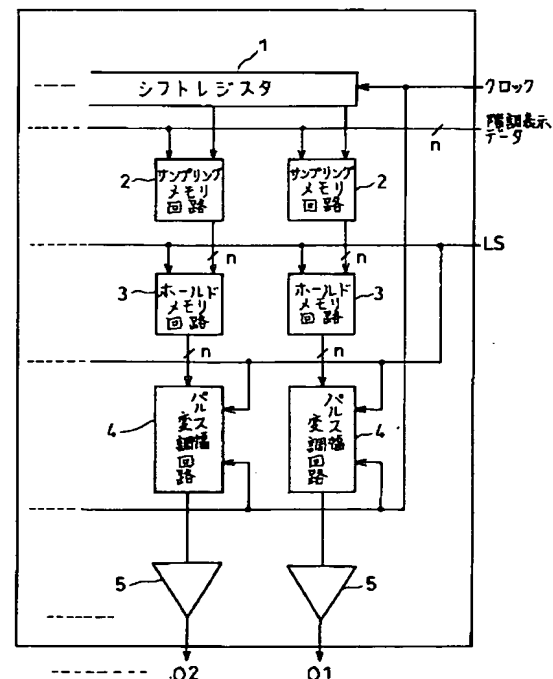 1
シフトレジスタ
クロック
階調表示
データ
n
2
サンプリング
メモリ
回路
サンプリング
メモリ
回路
2
LS
n
n
3
ホールド
メモリ
回路
ホールド
メモリ
回路
3
n
n
4
パルス幅
変調回路
パルス幅
変調回路
4
5
5
O2
O1